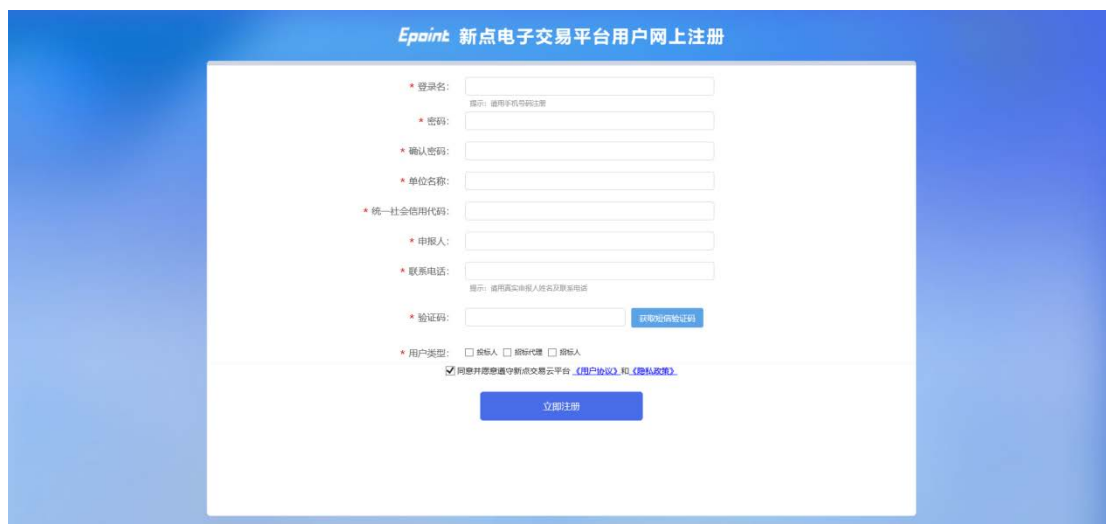 Epoint 新点电子交易平台用户网上注册
* 登录名：
提示：请用手机号码注册
* 密码：
* 确认密码：
* 单位名称：
* 统一社会信用代码：
* 申报人：
* 联系电话：
提示：请用真实申报人姓名及联系电话
* 验证码： 获取短信验证码
* 用户类型： 投标人 招标代理 招标人
同意并愿意遵守新点交易云平台《用户协议》和《隐私政策》
立即注册